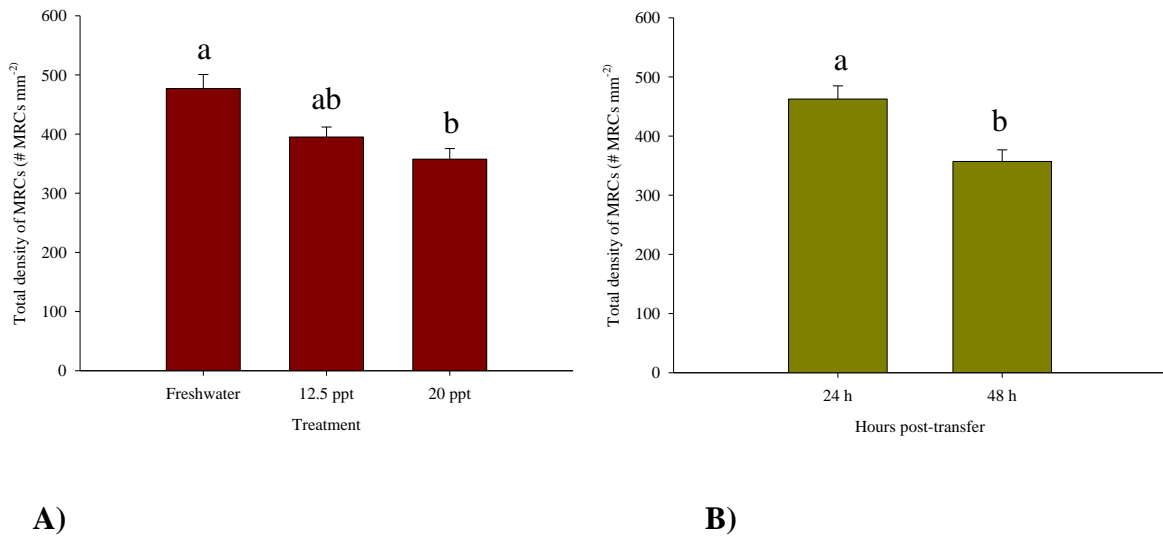 Total density of MRCs (# MRCs mm-2)
600
500
400
300
200
100
0
a
ab
b
Freshwater 12.5 ppt 20 ppt
Treatment
A)
Total density of MRCs (# MRCs mm-2)
600
500
400
300
200
100
0
a
b
24 h 48 h
Hours post-transfer
B)